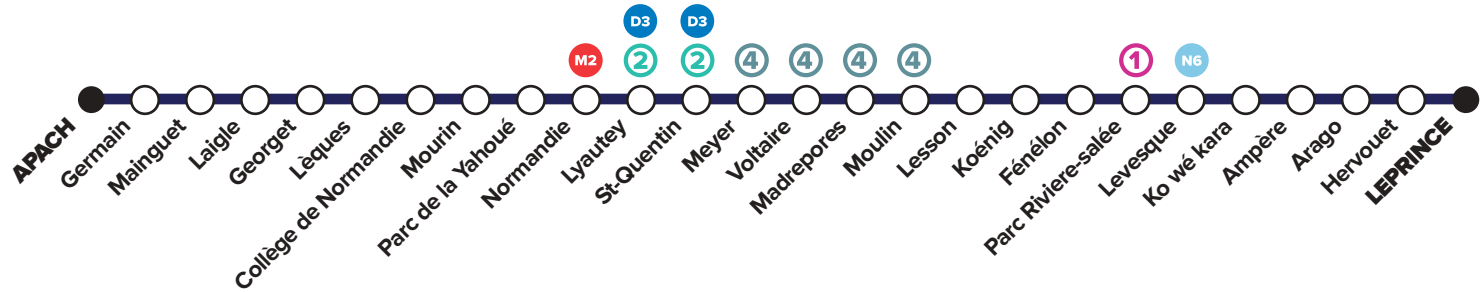 D3 D3
M2 2 2 4 4 4 4 1 N6
APACH
Germain
Mainguet
Laigle
Georget
Lèques
Collège de Normandie
Mourin
Parc de la Yahoué
Normandie
Lyautey
St-Quentin
Meyer
Voltaire
Madrepores
Moulin
Lesson
Koénig
Fénélon
Parc Riviere-salée
Levesque
Ko wé kara
Ampère
Arago
Hervouet
LEPRINCE